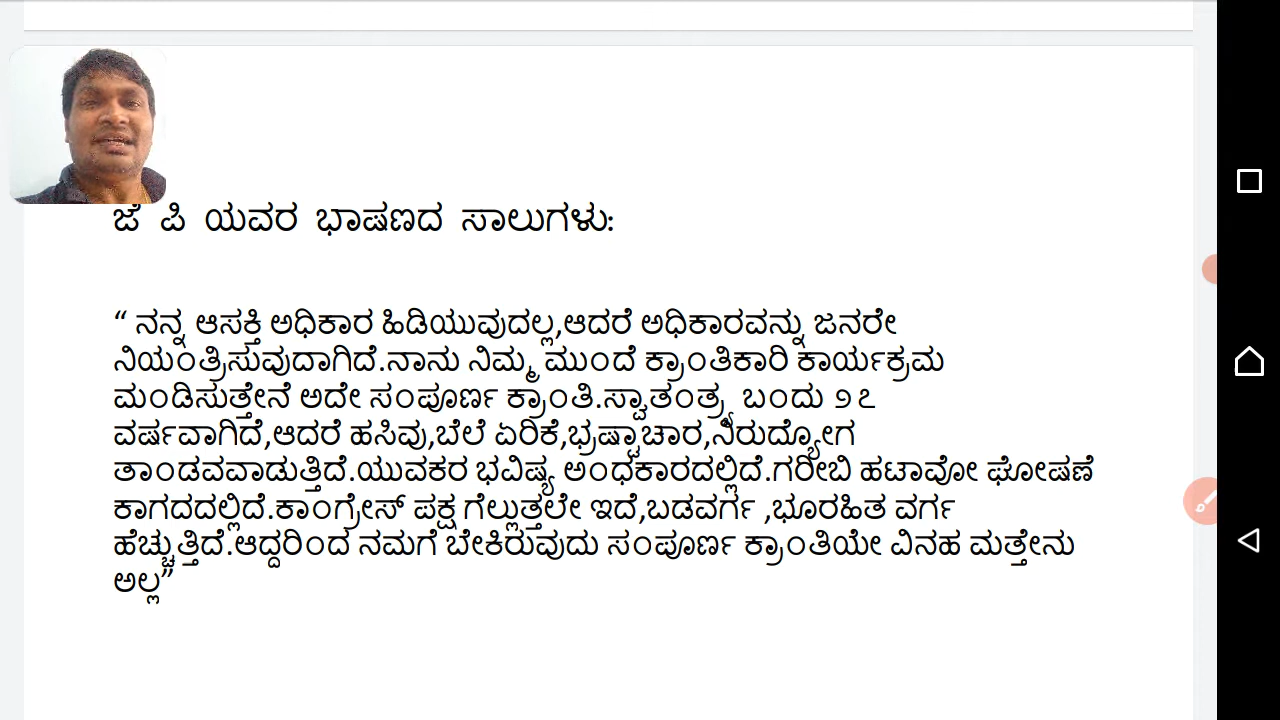 ಜೆ ಪಿ ಯವರ ಭಾಷಣದ ಸಾಲುಗಳು:
“ ನನ್ನ ಆಸಕ್ತಿ ಅಧಿಕಾರ ಹಿಡಿಯುವುದಲ್ಲ,ಆದರೆ ಅಧಿಕಾರವನ್ನು ಜನರೇ
ನಿಯಂತ್ರಿಸುವುದಾಗಿದೆ.ನಾನು ನಿಮ್ಮ ಮುಂದೆ ಕ್ರಾಂತಿಕಾರಿ ಕಾರ್ಯಕ್ರಮ
ಮಂಡಿಸುತ್ತೇನೆ ಅದೇ ಸಂಪೂರ್ಣ ಕ್ರಾಂತಿ.ಸ್ವಾತಂತ್ರ್ಯ ಬಂದು ೨೭
ವರ್ಷವಾಗಿದೆ,ಆದರೆ ಹಸಿವು,ಬೆಲೆ ಏರಿಕೆ,ಭ್ರಷ್ಟಾಚಾರ,ನಿರುದ್ಯೋಗ
ತಾಂಡವವಾಡುತ್ತಿದೆ.ಯುವಕರ ಭವಿಷ್ಯ ಅಂಧಕಾರದಲ್ಲಿದೆ.ಗರೀಬಿ ಹಟಾವೋ ಘೋಷಣೆ
ಕಾಗದದಲ್ಲಿದೆ.ಕಾಂಗ್ರೇಸ್ ಪಕ್ಷ ಗೆಲ್ಲುತ್ತಲೇ ಇದೆ,ಬಡವರ್ಗ ,ಭೂರಹಿತ ವರ್ಗ
ಹೆಚ್ಚುತ್ತಿದೆ.ಆದ್ದರಿಂದ ನಮಗೆ ಬೇಕಿರುವುದು ಸಂಪೂರ್ಣ ಕ್ರಾಂತಿಯೇ ವಿನಹ ಮತ್ತೇನು
ಅಲ್ಲ”